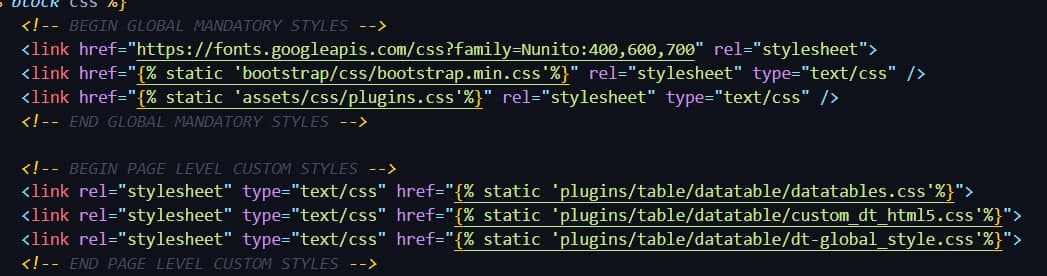 block css %}
<!-- BEGIN GLOBAL MANDATORY STYLES -->
<link href="https://fonts.googleapis.com/css?family=Nunito:400,600,700" rel="stylesheet">
<link href="{% static 'bootstrap/css/bootstrap.min.css'%}" rel="stylesheet" type="text/css" />
<link href="{% static 'assets/css/plugins.css'%}" rel="stylesheet" type="text/css" />
<!-- END GLOBAL MANDATORY STYLES -->
<!-- BEGIN PAGE LEVEL CUSTOM STYLES -->
<link rel="stylesheet" type="text/css" href="{% static 'plugins/table/datatable/datatables.css'%}">
<link rel="stylesheet" type="text/css" href="{% static 'plugins/table/datatable/custom_dt_html5.css'%}">
<link rel="stylesheet" type="text/css" href="{% static 'plugins/table/datatable/dt-global_style.css'%}">
<!-- END PAGE LEVEL CUSTOM STYLES -->